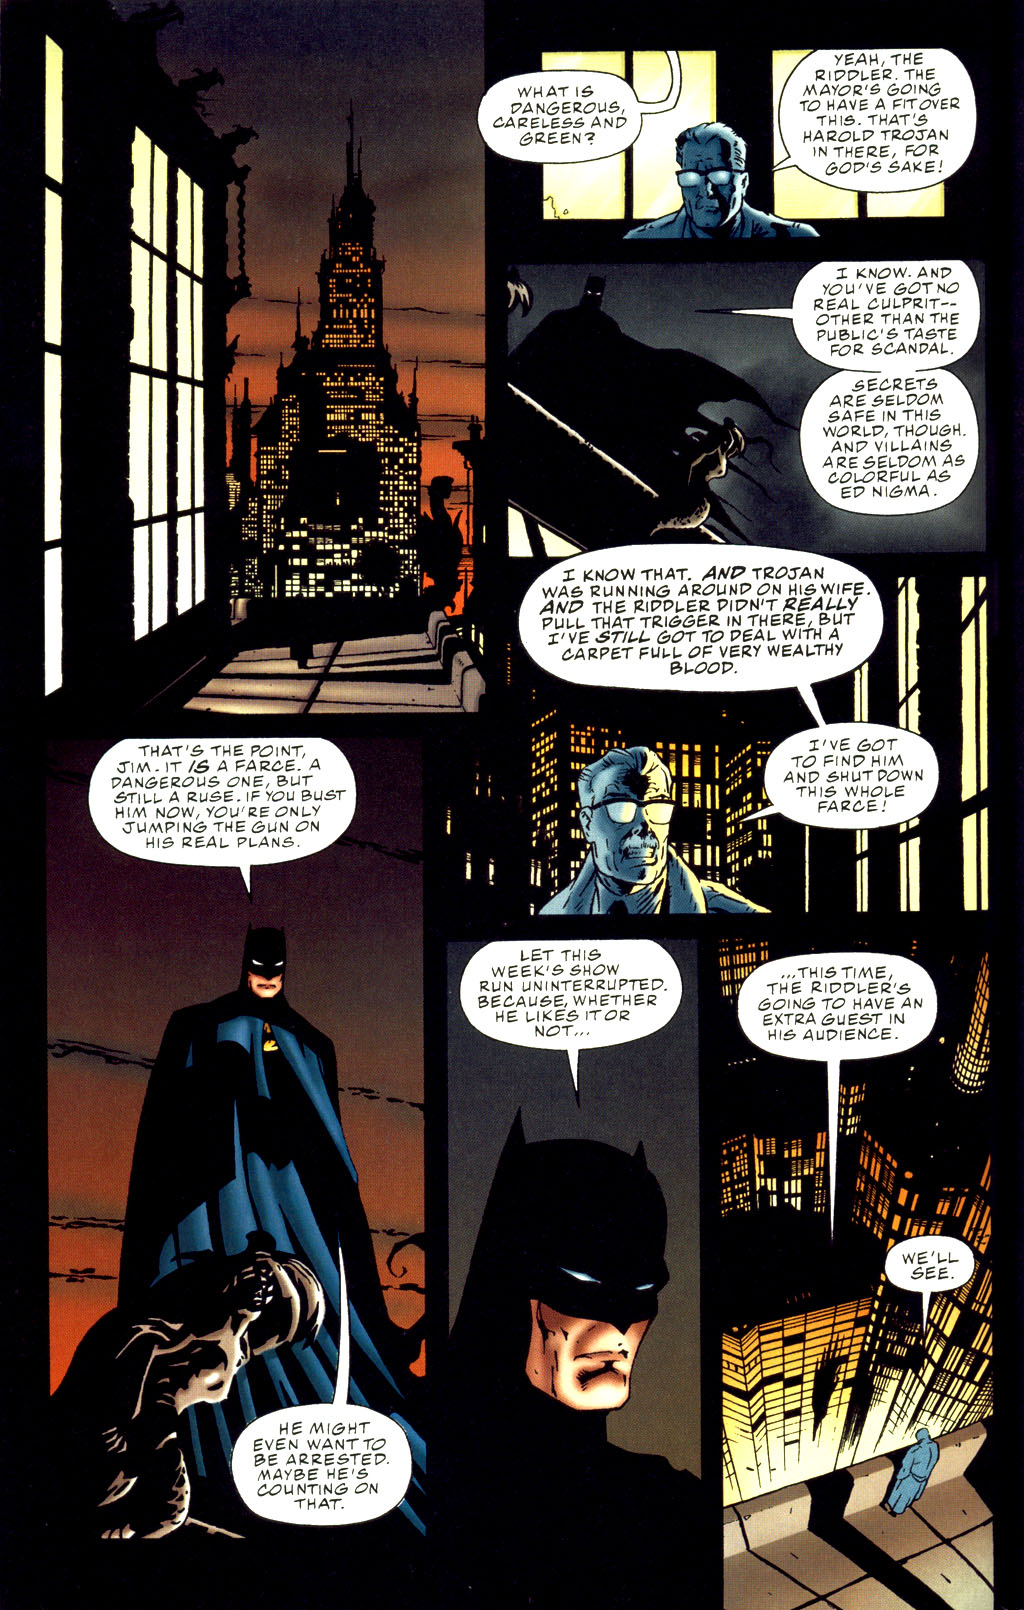 WHAT IS
DANGEROUS,
CARELESS AND
GREEN?
YEAH, THE
RIDDLER. THE
MAYOR'S GOING
TO HAVE A FIT OVER
THIS. THAT'S
HAROLD TROJAN
IN THERE, FOR
GOD'S SAKE!
I KNOW. AND
YOU'VE GOT NO
REAL CULPRIT--
OTHER THAN THE
PUBLIC'S TASTE
FOR SCANDAL.
SECRETS
ARE SELDOM
SAFE IN THIS
WORLD, THOUGH.
AND VILLAINS
ARE SELDOM AS
COLORFUL AS
ED NIGMA.
I KNOW THAT. AND TROJAN
WAS RUNNING AROUND ON HIS WIFE.
AND THE RIDDLER DIDN'T REALLY
PULL THAT TRIGGER IN THERE, BUT
I'VE STILL GOT TO DEAL WITH A
CARPET FULL OF VERY WEALTHY
BLOOD.
I'VE GOT
TO FIND HIM
AND SHUT DOWN
THIS WHOLE
FARCE!
THAT'S THE POINT,
JIM. IT IS A FARCE. A
DANGEROUS ONE, BUT
STILL A RUSE. IF YOU BUST
HIM NOW, YOU'RE ONLY
JUMPING THE GUN ON
HIS REAL PLANS.
HE MIGHT
EVEN WANT TO
BE ARRESTED.
MAYBE HE'S
COUNTING ON
THAT.
LET THIS
WEEK'S SHOW
RUN UNINTERRUPTED.
BECAUSE, WHETHER
HE LIKES IT OR
NOT...
...THIS TIME,
THE RIDDLER'S
GOING TO HAVE AN
EXTRA GUEST IN
HIS AUDIENCE.
WE'LL
SEE.